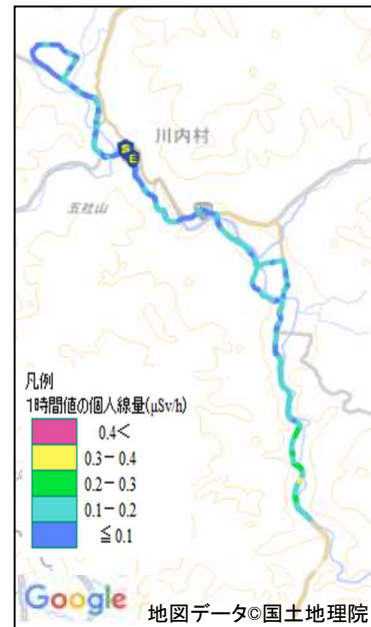 川内村
S
E
五社山
凡例
1時間値の個人線量(μSv/h)
0.4<
0.3-0.4
0.2-0.3
0.1-0.2
≦0.1
Google
地図データ©国土地理院